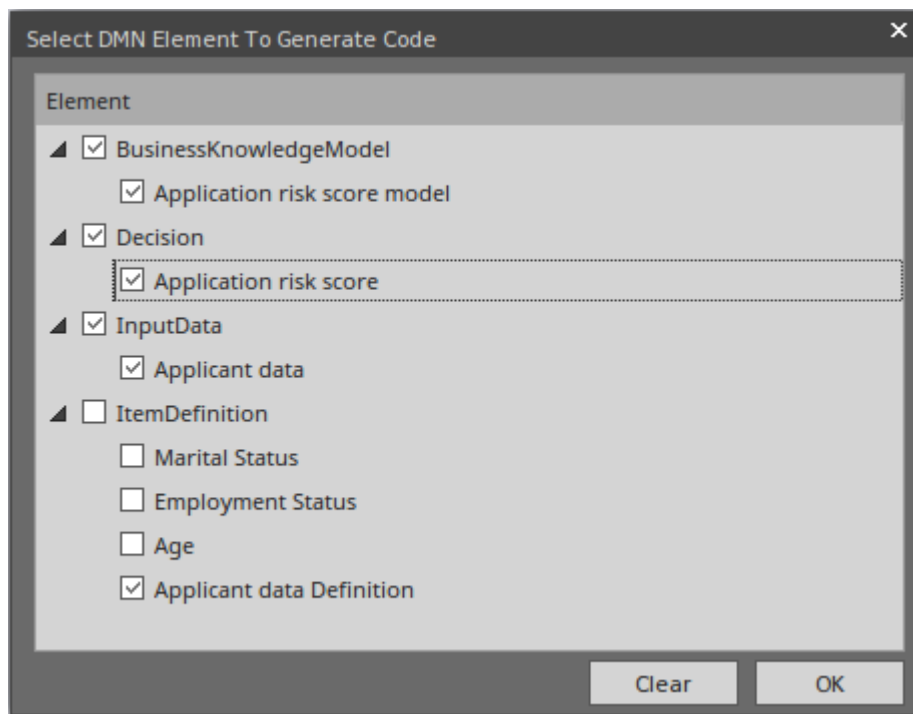 Select DMN Element To Generate Code
Element
BusinessKnowledgeModel
Application risk score model
Decision
Application risk score
InputData
Applicant data
ItemDefinition
Marital Status
Employment Status
Age
Applicant data Definition
Clear OK